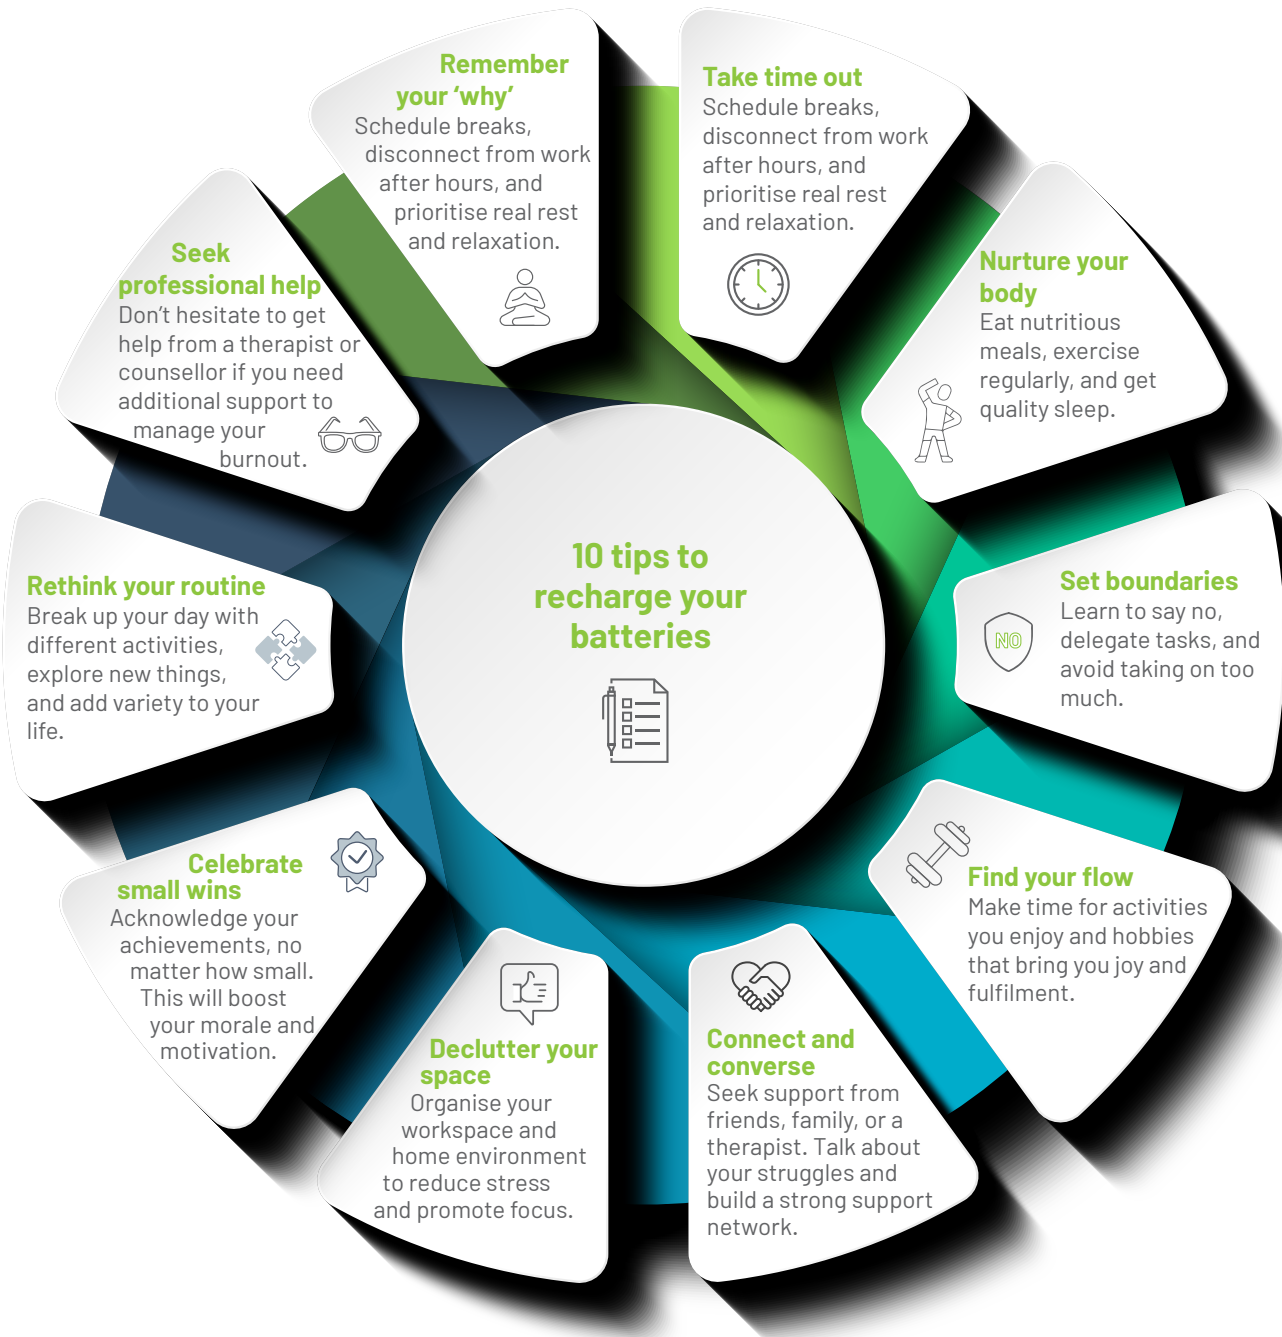 10 tips to
recharge your
batteries
Take time out
Schedule breaks,
disconnect from work
after hours, and
prioritise real rest
and relaxation.
Nurture your
body
Eat nutritious
meals, exercise
regularly, and get
quality sleep.
Set boundaries
Learn to say no,
delegate tasks, and
avoid taking on too
much.
NO
Find your flow
Make time for activities
you enjoy and hobbies
that bring you joy and
fulfilment.
Connect and
converse
Seek support from
friends, family, or a
therapist. Talk about
your struggles and
build a strong support
network.
Declutter your
space
Organise your
workspace and
home environment
to reduce stress
and promote focus.
Celebrate
small wins
Acknowledge your
achievements, no
matter how small.
This will boost
your morale and
motivation.
Rethink your routine
Break up your day with
different activities,
explore new things,
and add variety to your
life.
Seek
professional help
Don’t hesitate to get
help from a therapist or
counsellor if you need
additional support to
manage your
burnout.
Remember
your ‘why’
Schedule breaks,
disconnect from work
after hours, and
prioritise real rest
and relaxation.